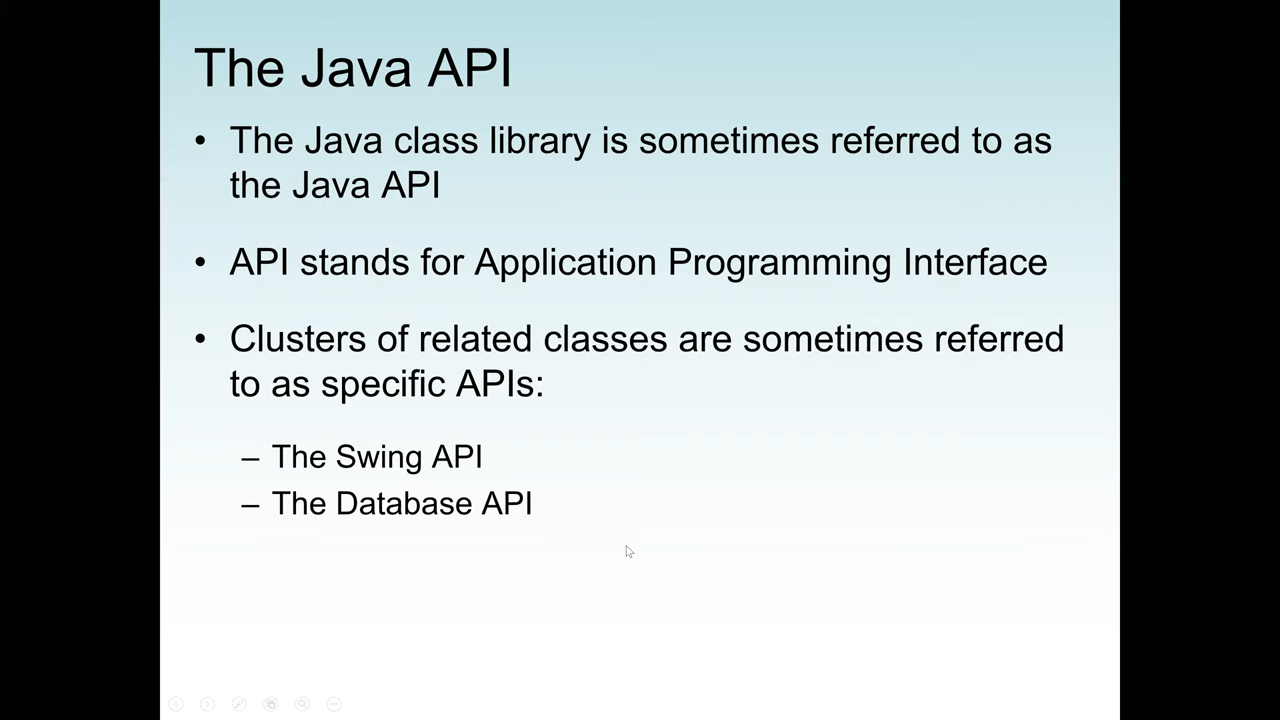 The Java API
• The Java class library is sometimes referred to as
the Java API
• API stands for Application Programming Interface
• Clusters of related classes are sometimes referred
to as specific APIs:
– The Swing API
– The Database API